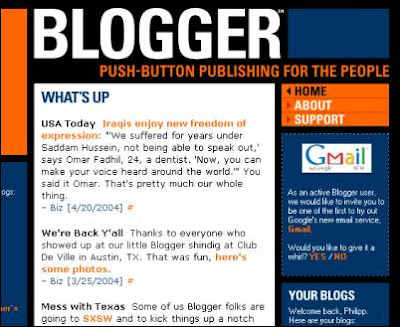 BLOGGER™
PUSH-BUTTON PUBLISHING FOR THE PEOPLE
WHAT'S UP
USA Today Iraqis enjoy new freedom of
expression: "'We suffered for years under
Saddam Hussein, not being able to speak out,'
says Omar Fadhil, 24, a dentist. 'Now, you can
make your voice heard around the world.'" You
said it Omar. That's pretty much our whole
thing.
– Biz [4/20/2004] #
We're Back Y'all Thanks to everyone who
showed up at our little Blogger shindig at Club
De Ville in Austin, TX. That was fun, here's
some photos.
– Biz [3/25/2004] #
Mess with Texas Some of us Blogger folks are
going to SXSW and to kick things up a notch
HOME
ABOUT
SUPPORT
Gmail
by Google
BETA
As an active Blogger user,
we would like to invite you to
be one of the first to try out
Google's new email service,
Gmail.
Would you like to give it a
whirl? YES / NO
YOUR BLOGS
Welcome back, Philipp.
Here are your blogs:
ogs: